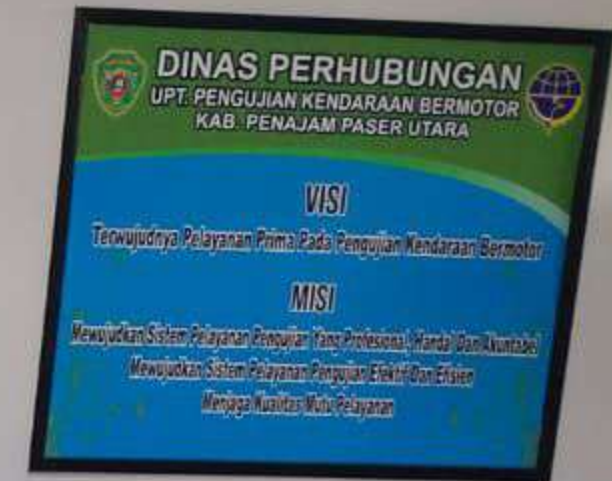 DINAS PERHUBUNGAN
UPT. PENGUJIAN KENDARAAN BERMOTOR
KAB. PENAJAM PASER UTARA
VISI
Terwujudnya Pelayanan Prima Pada Pengujian Kendaraan Bermotor
MISI
Mewujudkan Sistem Pelayanan Pengujian Yang Profesional, Handal Dan Akuntabel
Mewujudkan Sistem Pelayanan Pengujian Efektif Dan Efisien
Menjaga Kualitas Mutu Pelayanan